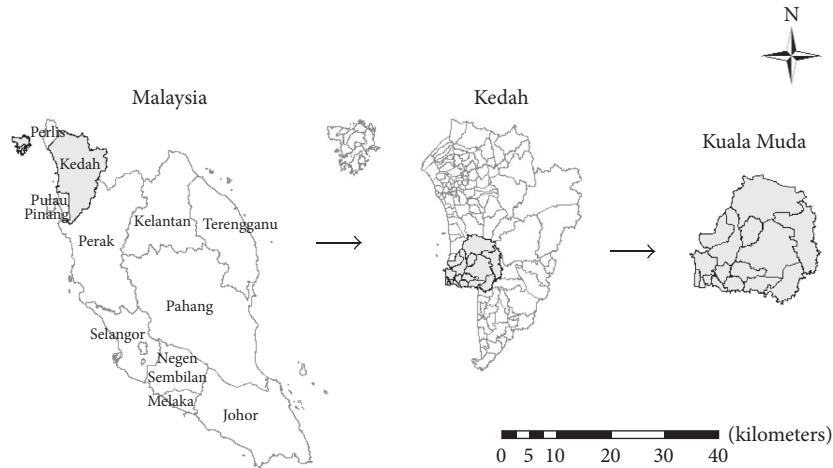 N
Malaysia
Kedah
Kuala Muda
Perlis
Kedah
Pulau
Pinang
Kelantan
Terengganu
Perak
Pahang
Selangor
Negen
Sembilan
Melaka
Johor
(kilometers)
0 5 10 20 30 40